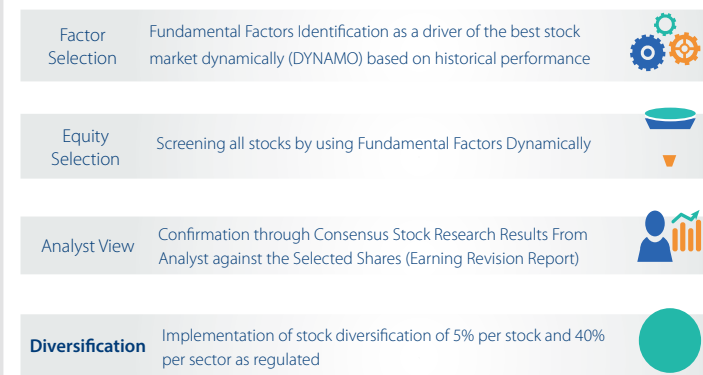 Factor
Selection
Fundamental Factors Identification as a driver of the best stock
market dynamically (DYNAMO) based on historical performance
Equity
Selection
Screening all stocks by using Fundamental Factors Dynamically
Analyst View
Confirmation through Consensus Stock Research Results From
Analyst against the Selected Shares (Earning Revision Report)
Diversification
Implementation of stock diversification of 5% per stock and 40%
per sector as regulated